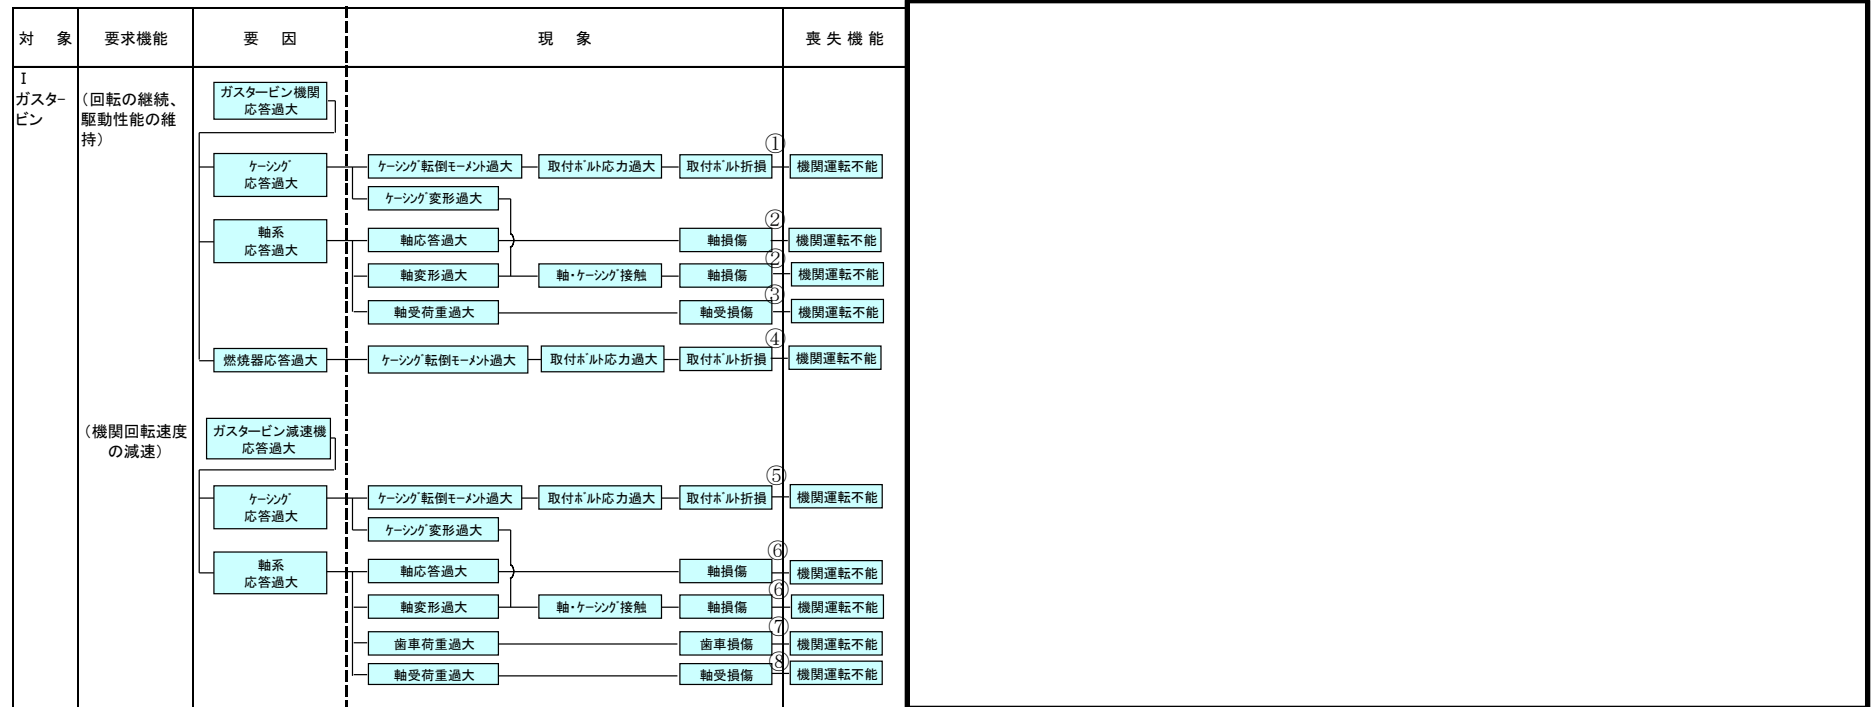 対 象 要求機能 要 因 現 象 喪失機能
Ⅰ
ガスター
ビン
（回転の継続、
駆動性能の維
持）
ガスタービン機関
応答過大
ｹｰｼﾝｸﾞ
応答過大
ｹｰｼﾝｸﾞ転倒ﾓｰﾒﾝﾄ過大 取付ﾎﾞﾙﾄ応力過大 取付ﾎﾞﾙﾄ折損 ① 機関運転不能
ｹｰｼﾝｸﾞ変形過大
軸系
応答過大
軸応答過大 軸損傷 ② 機関運転不能
軸変形過大 軸・ｹｰｼﾝｸﾞ接触 軸損傷 ② 機関運転不能
軸受荷重過大 軸受損傷 ③ 機関運転不能
燃焼器応答過大 ｹｰｼﾝｸﾞ転倒ﾓｰﾒﾝﾄ過大 取付ﾎﾞﾙﾄ応力過大 取付ﾎﾞﾙﾄ折損 ④ 機関運転不能
（機関回転速度
の減速）
ガスタービン減速機
応答過大
ｹｰｼﾝｸﾞ
応答過大
ｹｰｼﾝｸﾞ転倒ﾓｰﾒﾝﾄ過大 取付ﾎﾞﾙﾄ応力過大 取付ﾎﾞﾙﾄ折損 ⑤ 機関運転不能
ｹｰｼﾝｸﾞ変形過大
軸系
応答過大
軸応答過大 軸損傷 ⑥ 機関運転不能
軸変形過大 軸・ｹｰｼﾝｸﾞ接触 軸損傷 ⑥ 機関運転不能
歯車荷重過大 歯車損傷 ⑦ 機関運転不能
軸受荷重過大 軸受損傷 ⑧ 機関運転不能